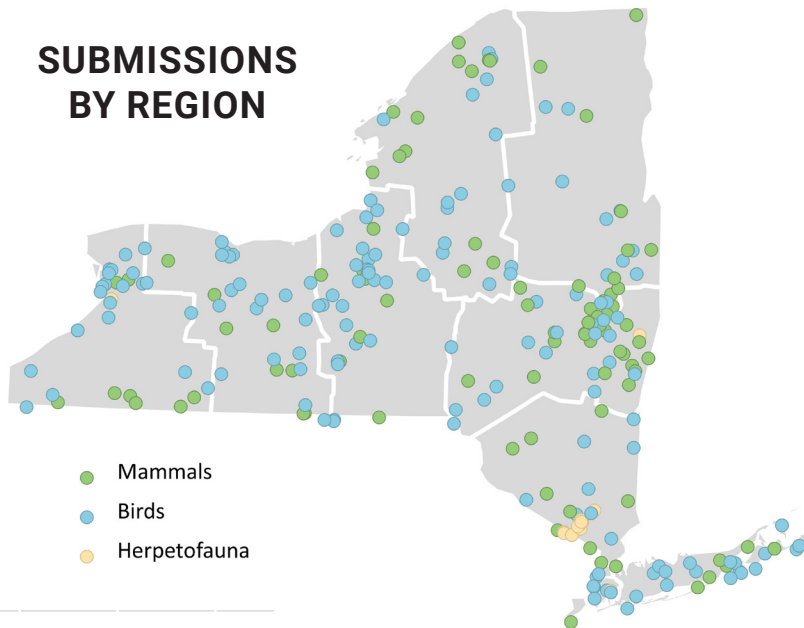 SUBMISSIONS
BY REGION
Mammals
Birds
Herpetofauna